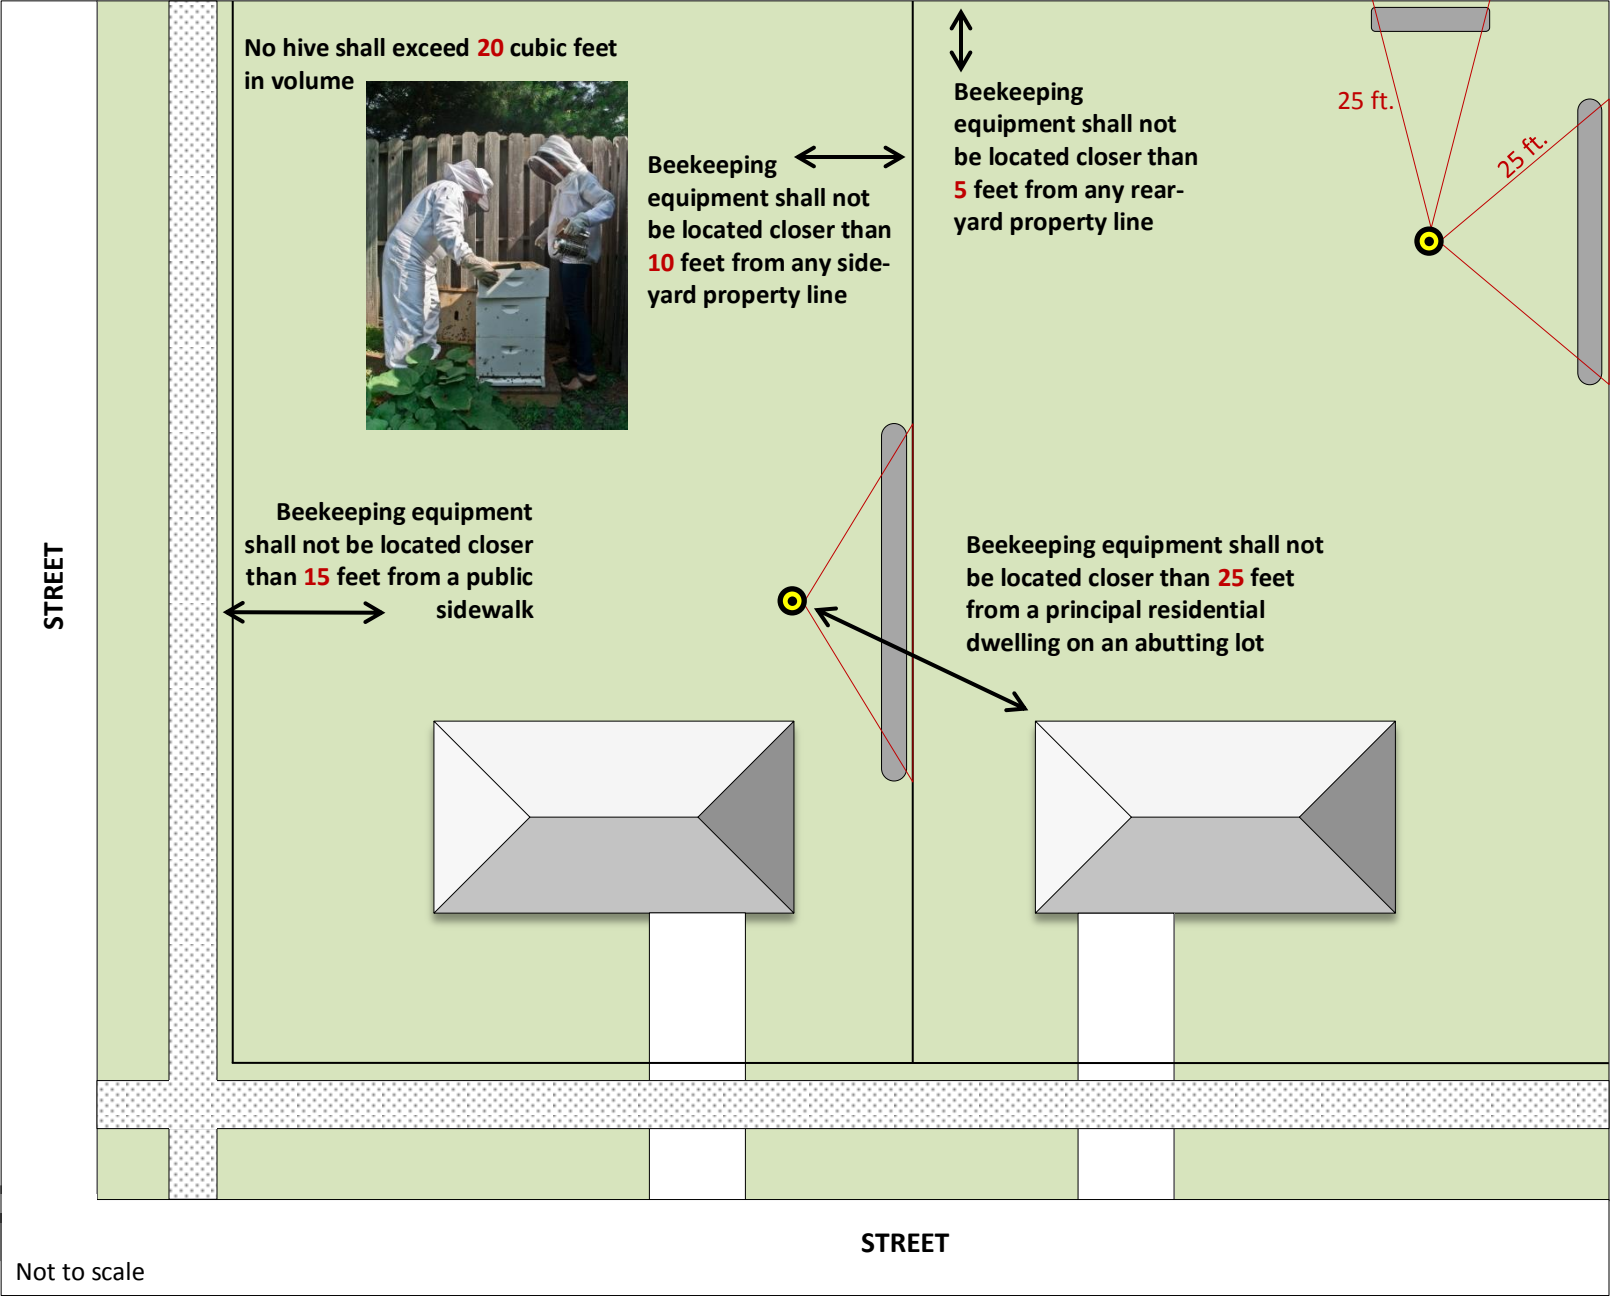 No hive shall exceed 20 cubic feet
in volume
Beekeeping
equipment shall not
be located closer than
10 feet from any side-
yard property line
Beekeeping
equipment shall not
be located closer than
5 feet from any rear-
yard property line
25 ft.
25 ft.
Beekeeping equipment
shall not be located closer
than 15 feet from a public
sidewalk
Beekeeping equipment shall not
be located closer than 25 feet
from a principal residential
dwelling on an abutting lot
STREET
STREET
Not to scale